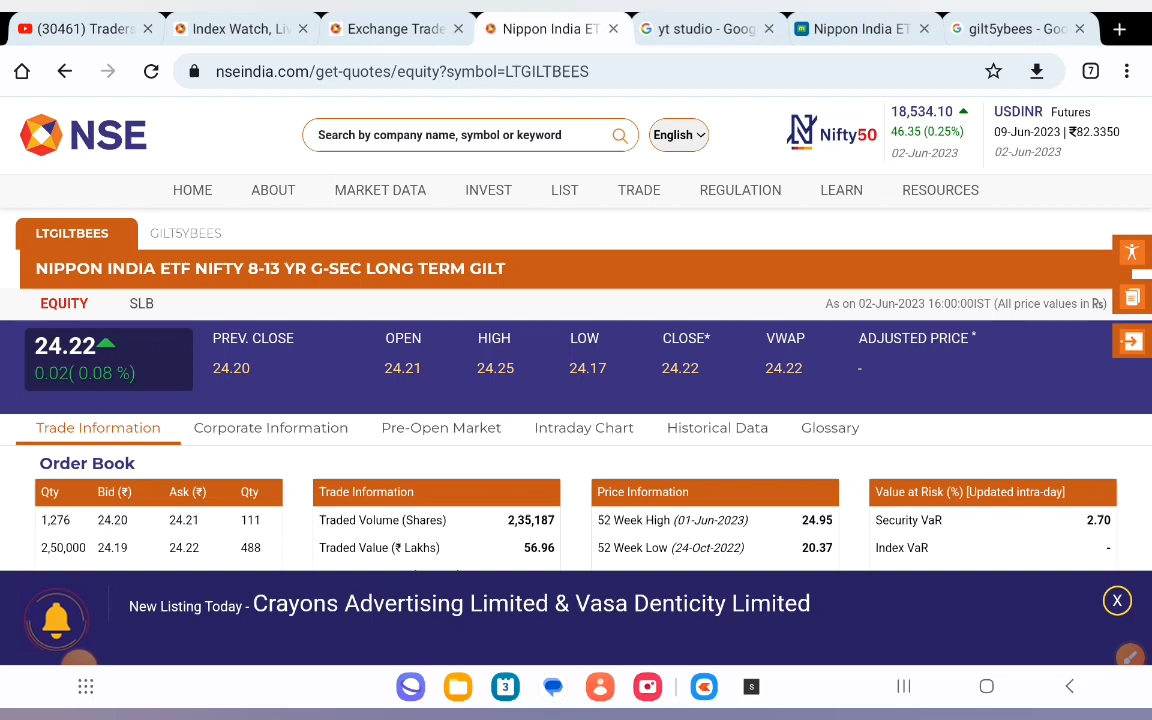 (30461) Traders
Index Watch, Liv
Exchange Trade
Nippon India ET
yt studio - Goog
Nippon India ET
gilt5ybees - Goo
nseindia.com/get-quotes/equity?symbol=LTGILTBEES
7
NSE
Search by company name, symbol or keyword
English
Nifty50
18,534.10
46.35 (0.25%)
02-Jun-2023
USDINR Futures
09-Jun-2023 | ₹82.3350
02-Jun-2023
HOME ABOUT MARKET DATA INVEST LIST TRADE REGULATION LEARN RESOURCES
LTGILTBEES GILT5YBEES
NIPPON INDIA ETF NIFTY 8-13 YR G-SEC LONG TERM GILT
EQUITY SLB As on 02-Jun-2023 16:00:00IST (All price values in ₨)
24.22
0.02( 0.08 %)
PREV. CLOSE OPEN HIGH LOW CLOSE* VWAP ADJUSTED PRICE *
24.20 24.21 24.25 24.17 24.22 24.22 -
Trade Information Corporate Information Pre-Open Market Intraday Chart Historical Data Glossary
Order Book
Qty Bid (₹) Ask (₹) Qty
1,276 24.20 24.21 111
2,50,000 24.19 24.22 488
Trade Information
Traded Volume (Shares) 2,35,187
Traded Value (₹ Lakhs) 56.96
Price Information
52 Week High (01-Jun-2023) 24.95
52 Week Low (24-Oct-2022) 20.37
Value at Risk (%) [Updated intra-day]
Security VaR 2.70
Index VaR -
New Listing Today - Crayons Advertising Limited & Vasa Denticity Limited
X
3
S